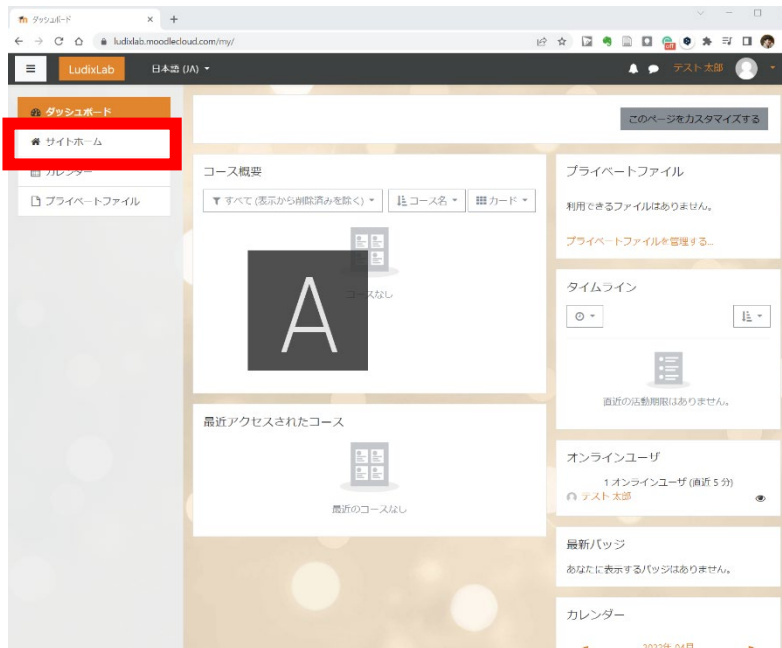 ダッシュボード
ludixlab.moodlecloud.com/my/
LudixLab 日本語 (JA)
テスト太郎
ダッシュボード
サイトホーム
カレンダー
プライベートファイル
このページをカスタマイズする
コース概要
すべて (表示から削除済みを除く)
コース名
カード
コースなし
A
最近アクセスされたコース
最近のコースなし
プライベートファイル
利用できるファイルはありません。
プライベートファイルを管理する...
タイムライン
直近の活動期限はありません。
オンラインユーザ
1 オンラインユーザ (直近 5 分)
テスト太郎
最新バッジ
あなたに表示するバッジはありません。
カレンダー
2022年 04月